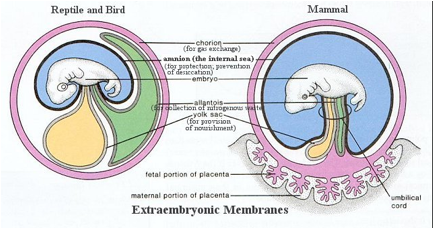 Reptile and Bird
Mammal
chorion
(for gas exchange)
amnion (the internal sea)
(for protection, prevention
of desiccation)
embryo
allantois
(for collection of nitrogenous waste)
yolk sac
(for provision
of nourishment)
fetal portion of placenta
maternal portion of placenta
umbilical
cord
Extraembryonic Membranes